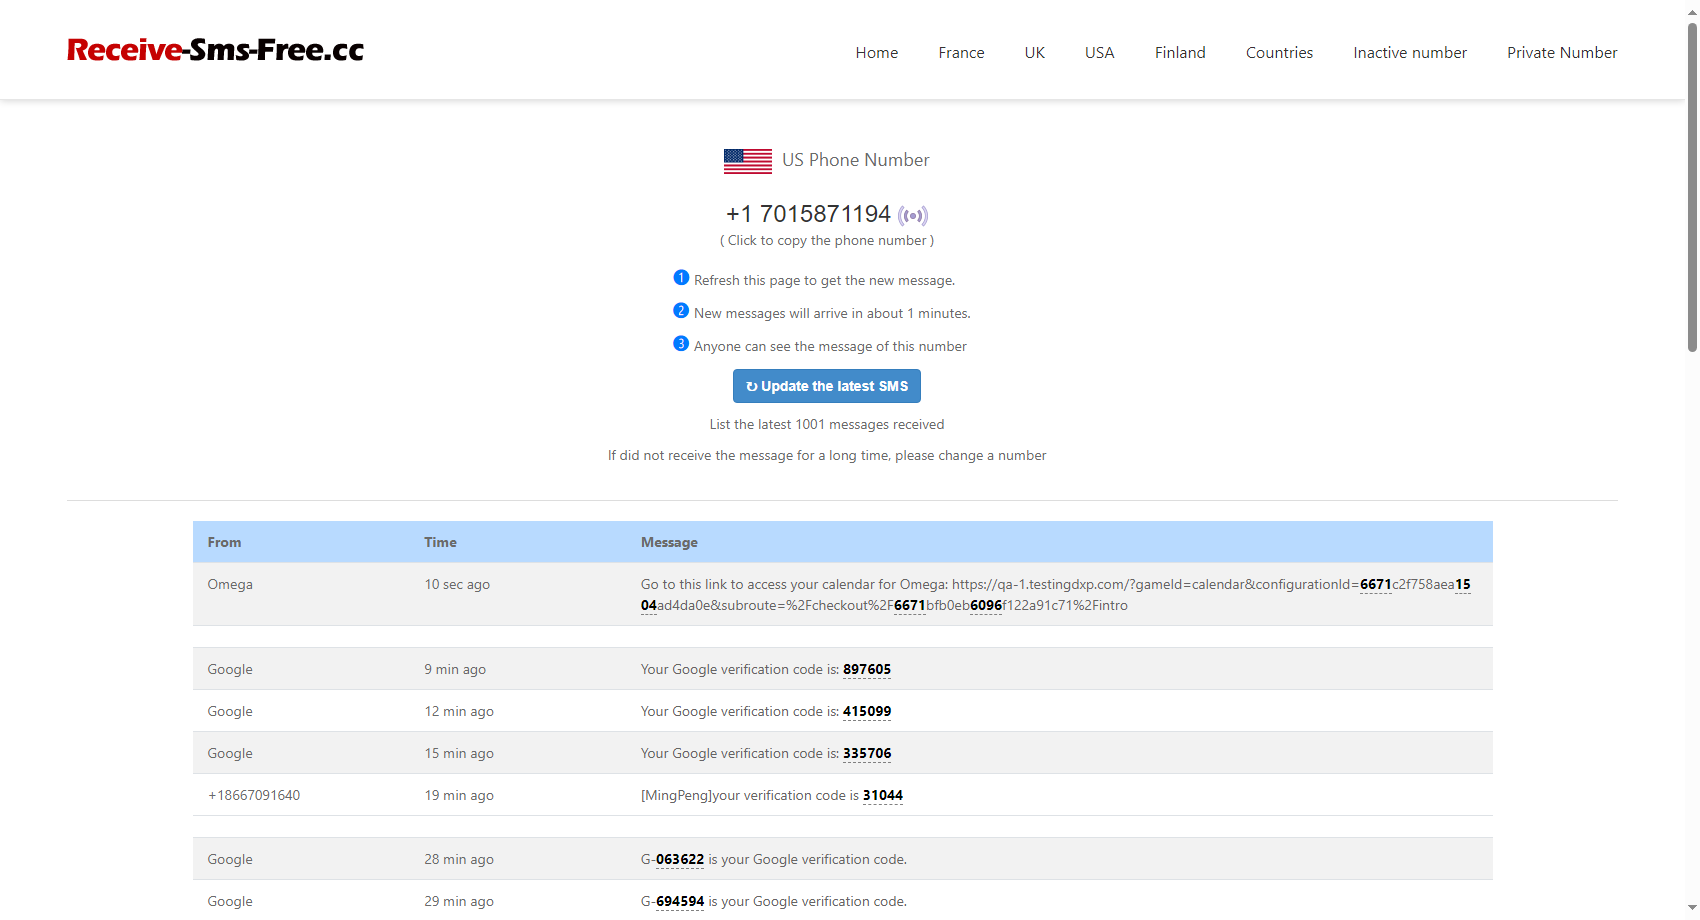 Receive-Sms-Free.cc
Home France UK USA Finland Countries Inactive number Private Number
US Phone Number
+1 7015871194
( Click to copy the phone number )
1 Refresh this page to get the new message.
2 New messages will arrive in about 1 minutes.
3 Anyone can see the message of this number
↻ Update the latest SMS
List the latest 1001 messages received
If did not receive the message for a long time, please change a number
From Time Message
Omega 10 sec ago Go to this link to access your calendar for Omega: https://qa-1.testingdxp.com/?gameId=calendar&configurationId=6671c2f758aea15
04ad4da0e&subroute=%2Fcheckout%2F6671bfb0eb6096f122a91c71%2Fintro
Google 9 min ago Your Google verification code is: 897605
Google 12 min ago Your Google verification code is: 415099
Google 15 min ago Your Google verification code is: 335706
+18667091640 19 min ago [MingPeng]your verification code is 31044
Google 28 min ago G-063622 is your Google verification code.
Google 29 min ago G-694594 is your Google verification code.